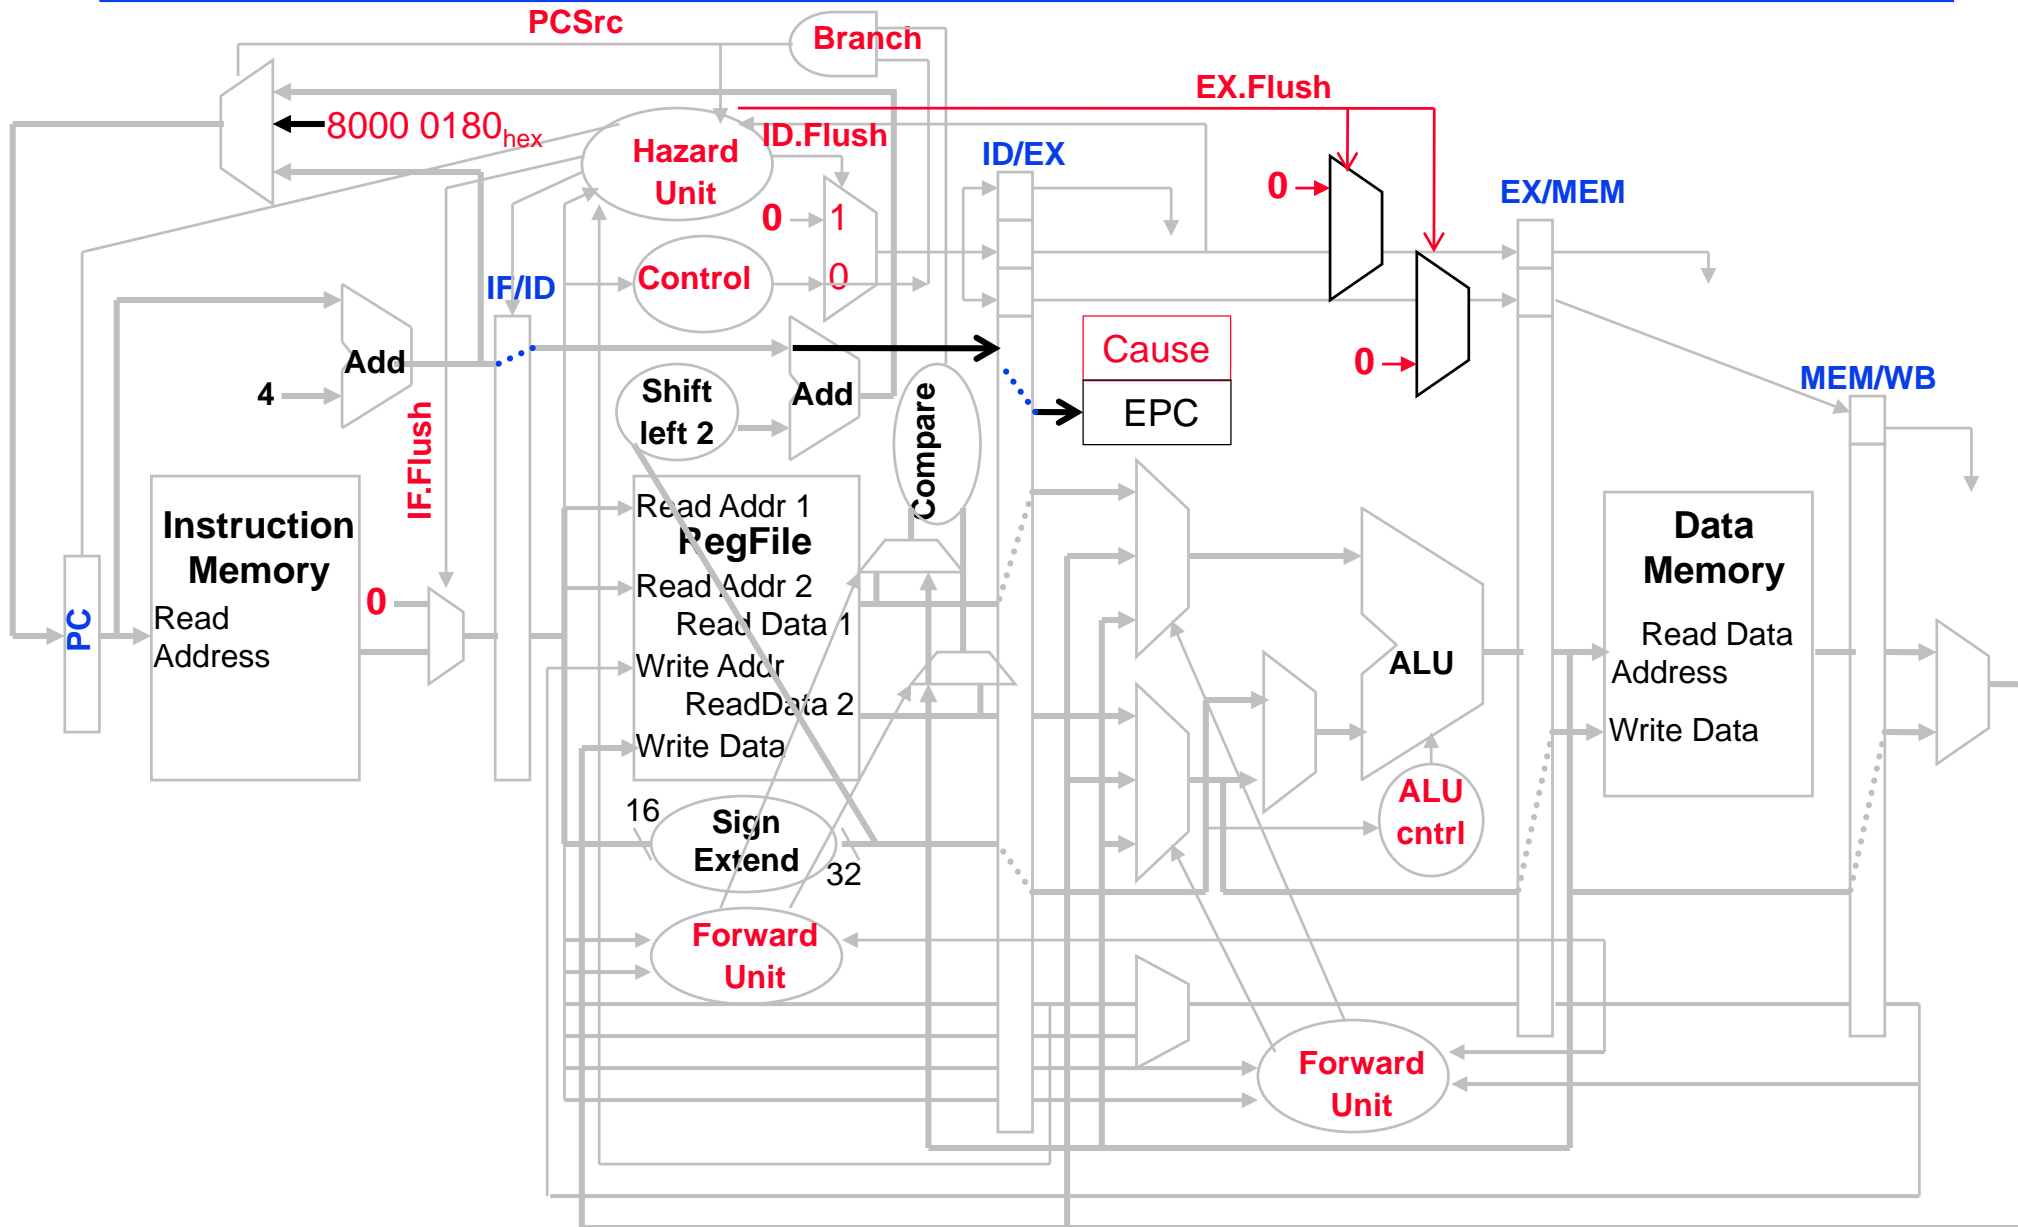 PCSrc
Branch
EX.Flush
8000 0180hex
ID.Flush
Hazard
Unit
ID/EX
0
EX/MEM
0
1
Control
0
IF/ID
Add
4
Shift
left 2
Add
Cause
EPC
0
MEM/WB
IF.Flush
Compare
Instruction
Memory
Read
Address
0
PC
Read Addr 1
RegFile
Read Addr 2
Read Data 1
Write Addr
ReadData 2
Write Data
ALU
Data
Memory
Read Data
Address
Write Data
ALU
cntrl
16
Sign
Extend
32
Forward
Unit
Forward
Unit